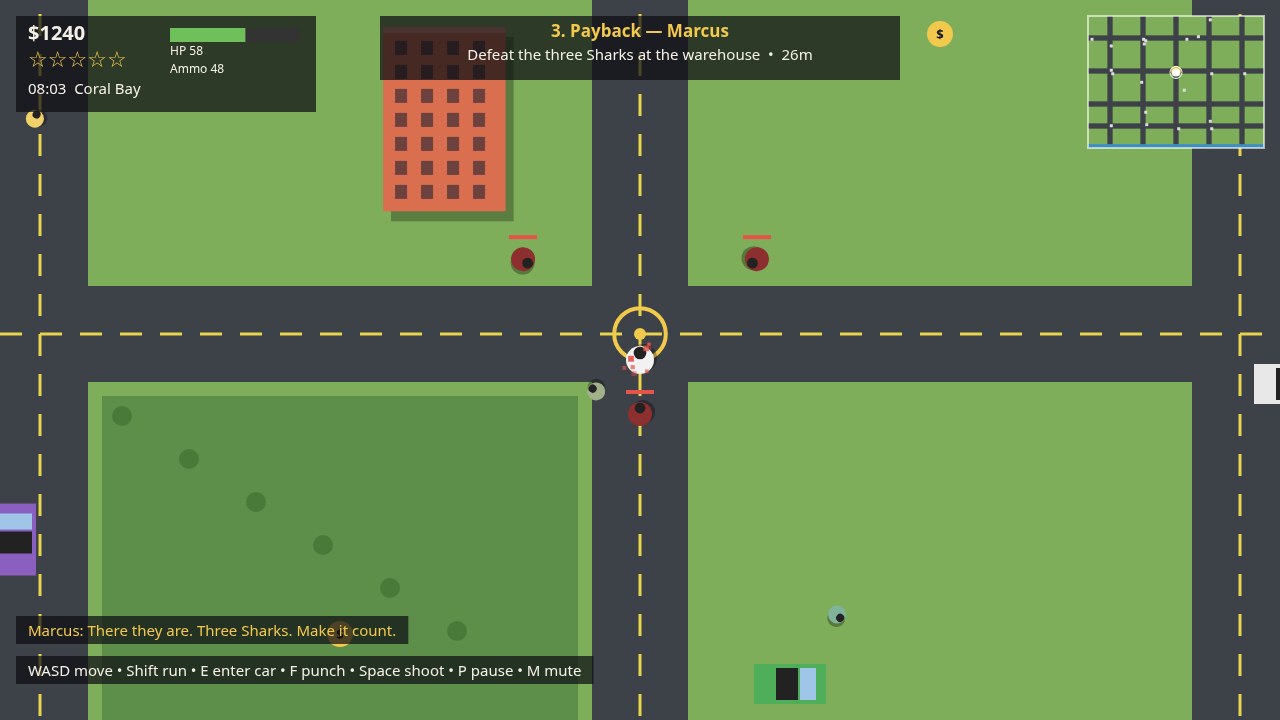 $1240
☆☆☆☆☆
HP 58
Ammo 48
08:03 Coral Bay
3. Payback — Marcus
Defeat the three Sharks at the warehouse • 26m
$
Marcus: There they are. Three Sharks. Make it count.
WASD move • Shift run • E enter car • F punch • Space shoot • P pause • M mute